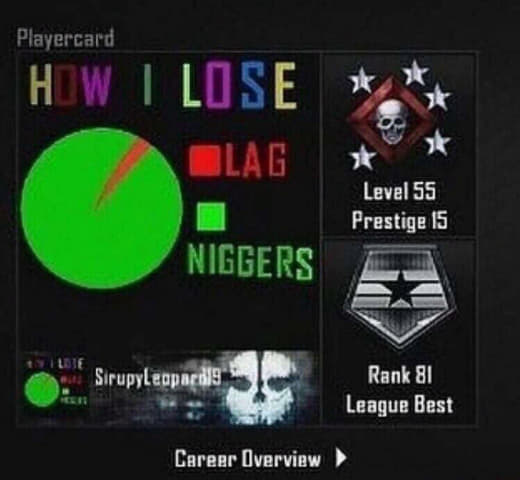 Playercard
HOW I LOSE
LAG
NIGGERS
Level 55
Prestige 15
SirupyLeopard19
Rank 81
League Best
Career Overview